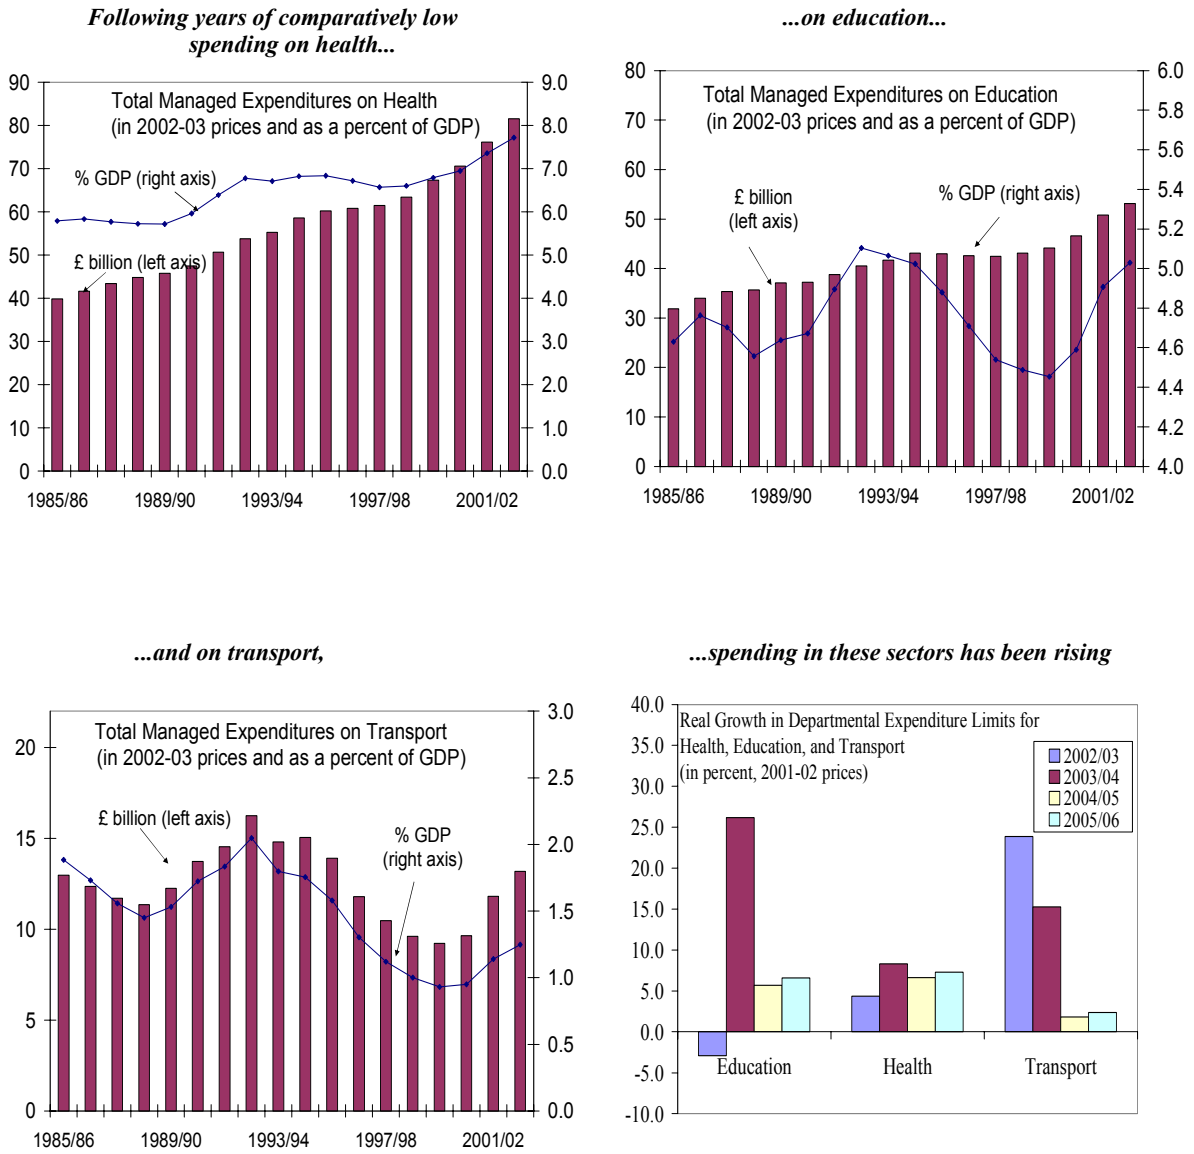 Following years of comparatively low
spending on health...
90
80
70
60
50
40
30
20
10
0
9.0
8.0
7.0
6.0
5.0
4.0
3.0
2.0
1.0
0.0
Total Managed Expenditures on Health
(in 2002-03 prices and as a percent of GDP)
% GDP (right axis)
£ billion (left axis)
1985/86 1989/90 1993/94 1997/98 2001/02
...on education...
80
70
60
50
40
30
20
10
0
6.0
5.8
5.6
5.4
5.2
5.0
4.8
4.6
4.4
4.2
4.0
Total Managed Expenditures on Education
(in 2002-03 prices and as a percent of GDP)
£ billion
(left axis)
% GDP (right axis)
1985/86 1989/90 1993/94 1997/98 2001/02
...and on transport,
20
15
10
5
0
3.0
2.5
2.0
1.5
1.0
0.5
0.0
Total Managed Expenditures on Transport
(in 2002-03 prices and as a percent of GDP)
£ billion (left axis)
% GDP
(right axis)
1985/86 1989/90 1993/94 1997/98 2001/02
...spending in these sectors has been rising
40.0
35.0
30.0
25.0
20.0
15.0
10.0
5.0
0.0
-5.0
-10.0
Real Growth in Departmental Expenditure Limits for
Health, Education, and Transport
(in percent, 2001-02 prices)
2002/03
2003/04
2004/05
2005/06
Education Health Transport